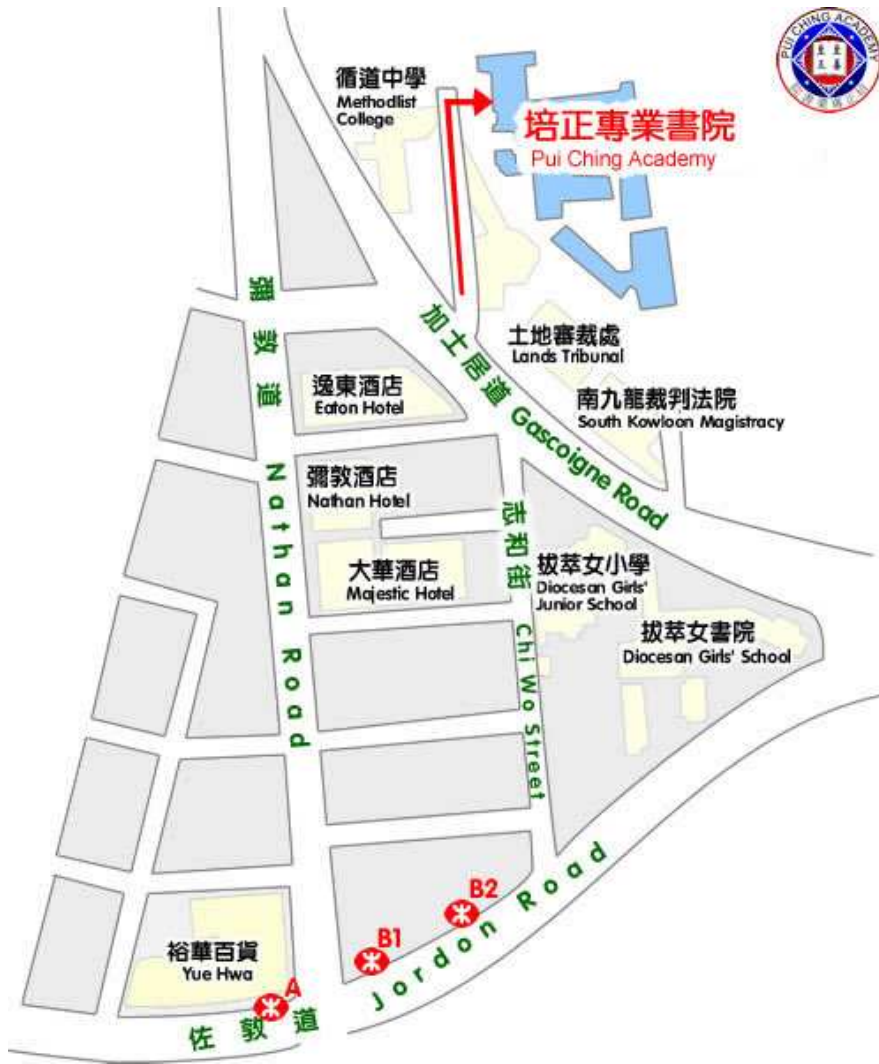 PUI CHING ACADEMY
循道中學
Methodlist
College
培正專業書院
Pui Ching Academy
彌敦道 Nathan Road
加士居道 Gascoigne Road
土地審裁處
Lands Tribunal
逸東酒店
Eaton Hotel
南九龍裁判法院
South Kowloon Magistracy
彌敦酒店
Nathan Hotel
志和街 Chi Wo Street
大華酒店
Majestic Hotel
拔萃女小學
Diocesan Girls'
Junior School
拔萃女書院
Diocesan Girls' School
B2
B1
裕華百貨
Yue Hwa
A
佐敦道 Jordon Road